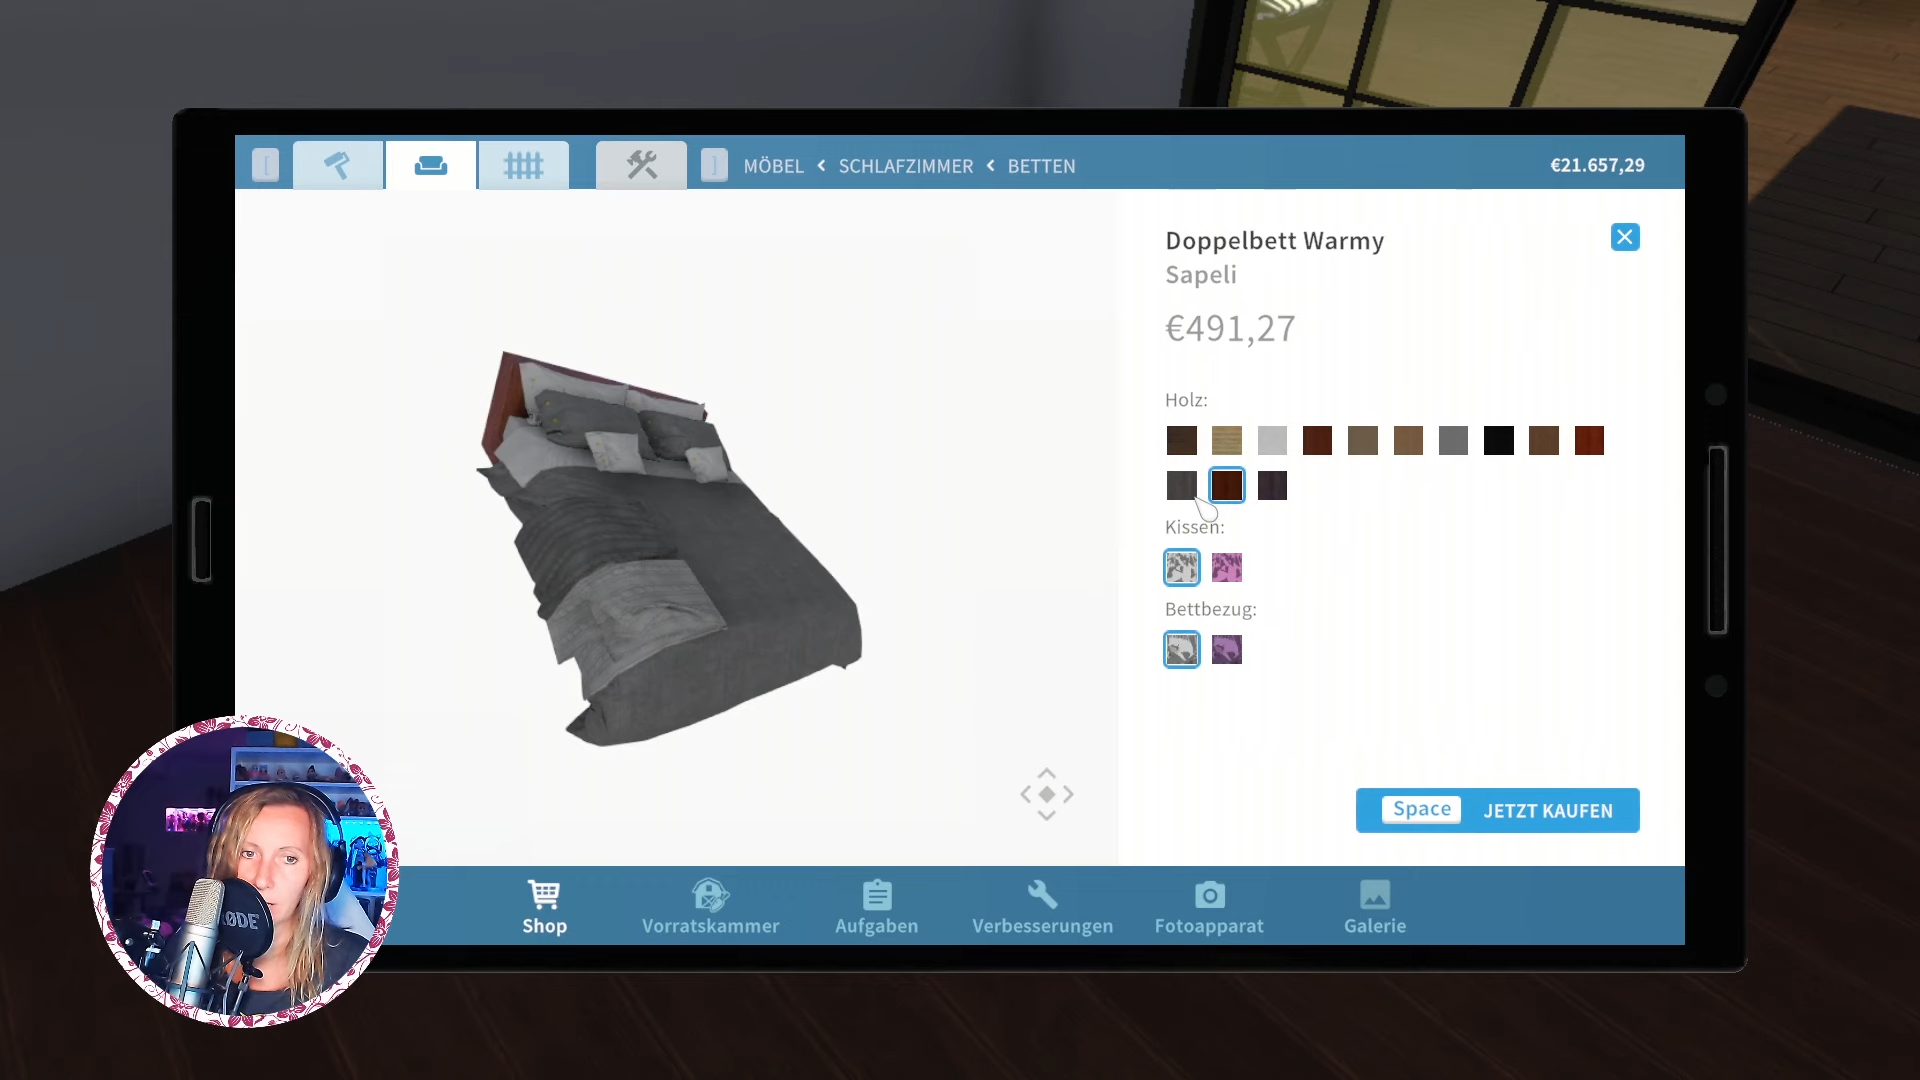 [
]
MÖBEL
SCHLAFZIMMER
BETTEN
€21.657,29
Doppelbett Warmy
Sapeli
€491,27
Holz:
Kissen:
Bettbezug:
Space JETZT KAUFEN
Shop
Vorratskammer
Aufgaben
Verbesserungen
Fotoapparat
Galerie
RØDE